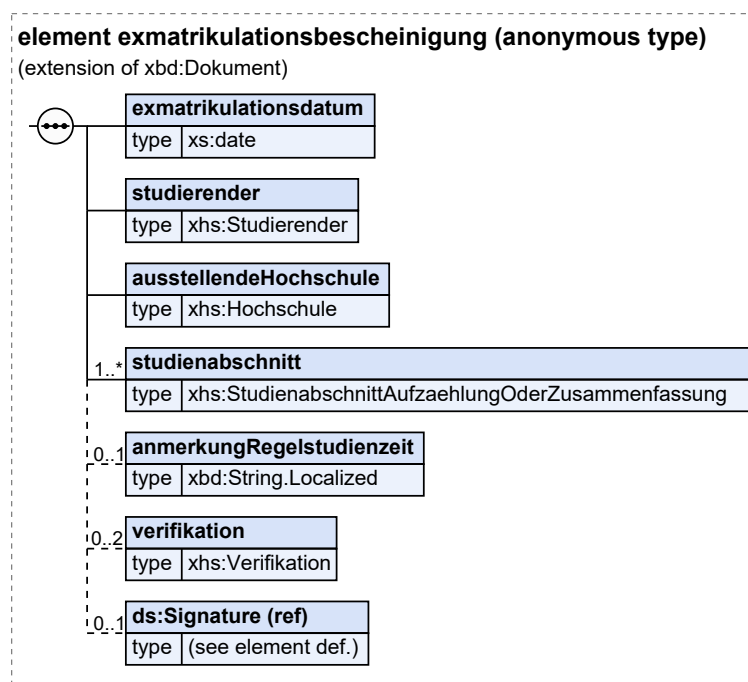 element exmatrikulationsbescheinigung (anonymous type)
(extension of xbd:Dokument)
exmatrikulationsdatum
type xs:date
studierender
type xhs:Studierender
ausstellendeHochschule
type xhs:Hochschule
1..* studienabschnitt
type xhs:StudienabschnittAufzaehlungOderZusammenfassung
0..1 anmerkungRegelstudienzeit
type xbd:String.Localized
0..2 verifikation
type xhs:Verifikation
0..1 ds:Signature (ref)
type (see element def.)